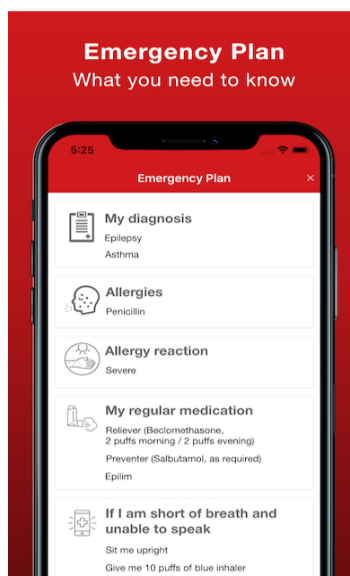 Emergency Plan
What you need to know
5:25
Emergency Plan ×
My diagnosis
Epilepsy
Asthma
Allergies
Penicillin
Allergy reaction
Severe
My regular medication
Reliever (Beclomethasone,
2 puffs morning / 2 puffs evening)
Preventer (Salbutamol, as required)
Epilim
If I am short of breath and
unable to speak
Sit me upright
Give me 10 puffs of blue inhaler